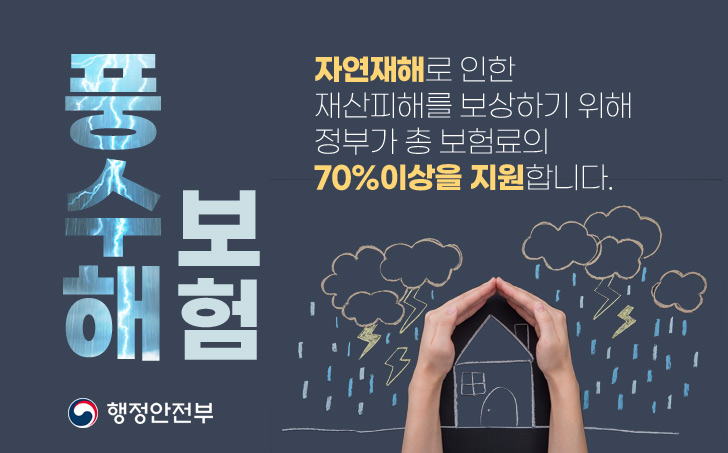 풍수해
보험
자연재해로 인한
재산피해를 보상하기 위해
정부가 총 보험료의
70%이상을 지원합니다.
행정안전부